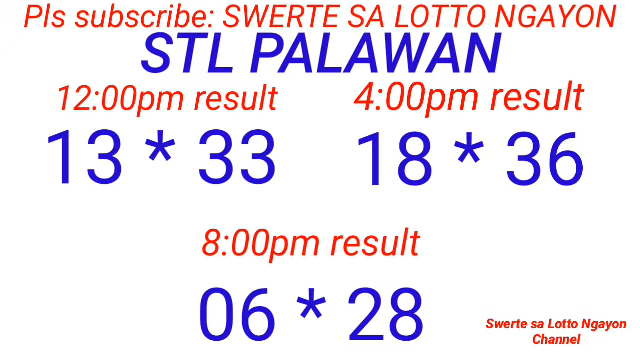 Pls subscribe: SWERTE SA LOTTO NGAYON
STL PALAWAN
12:00pm result
13 * 33
4:00pm result
18 * 36
8:00pm result
06 * 28
Swerte sa Lotto Ngayon
Channel